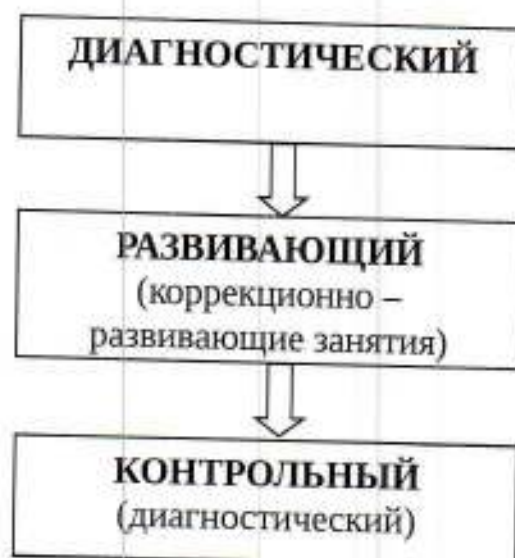 ДИАГНОСТИЧЕСКИЙ
РАЗВИВАЮЩИЙ
(коррекционно –
развивающие занятия)
КОНТРОЛЬНЫЙ
(диагностический)